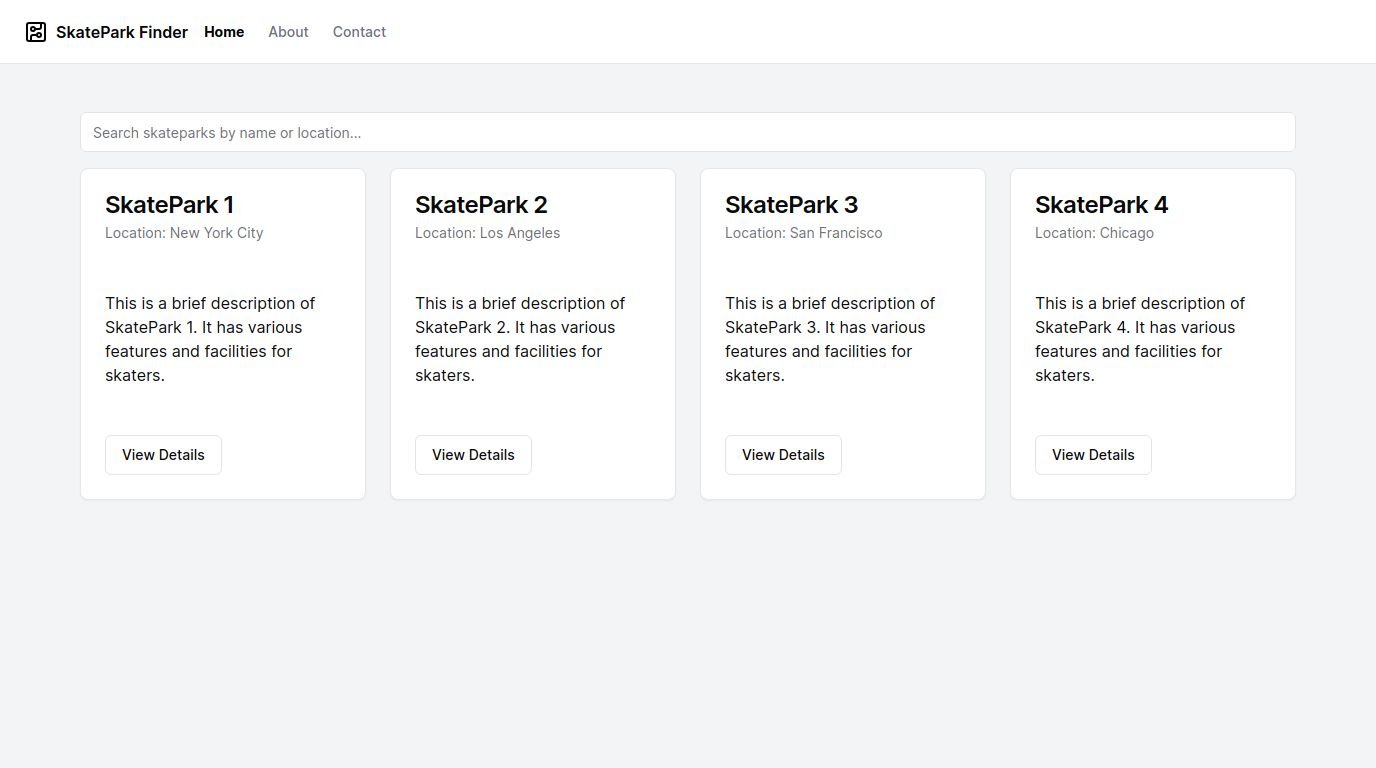 SkatePark Finder Home About Contact
Search skateparks by name or location...
SkatePark 1
Location: New York City
This is a brief description of
SkatePark 1. It has various
features and facilities for
skaters.
View Details
SkatePark 2
Location: Los Angeles
This is a brief description of
SkatePark 2. It has various
features and facilities for
skaters.
View Details
SkatePark 3
Location: San Francisco
This is a brief description of
SkatePark 3. It has various
features and facilities for
skaters.
View Details
SkatePark 4
Location: Chicago
This is a brief description of
SkatePark 4. It has various
features and facilities for
skaters.
View Details